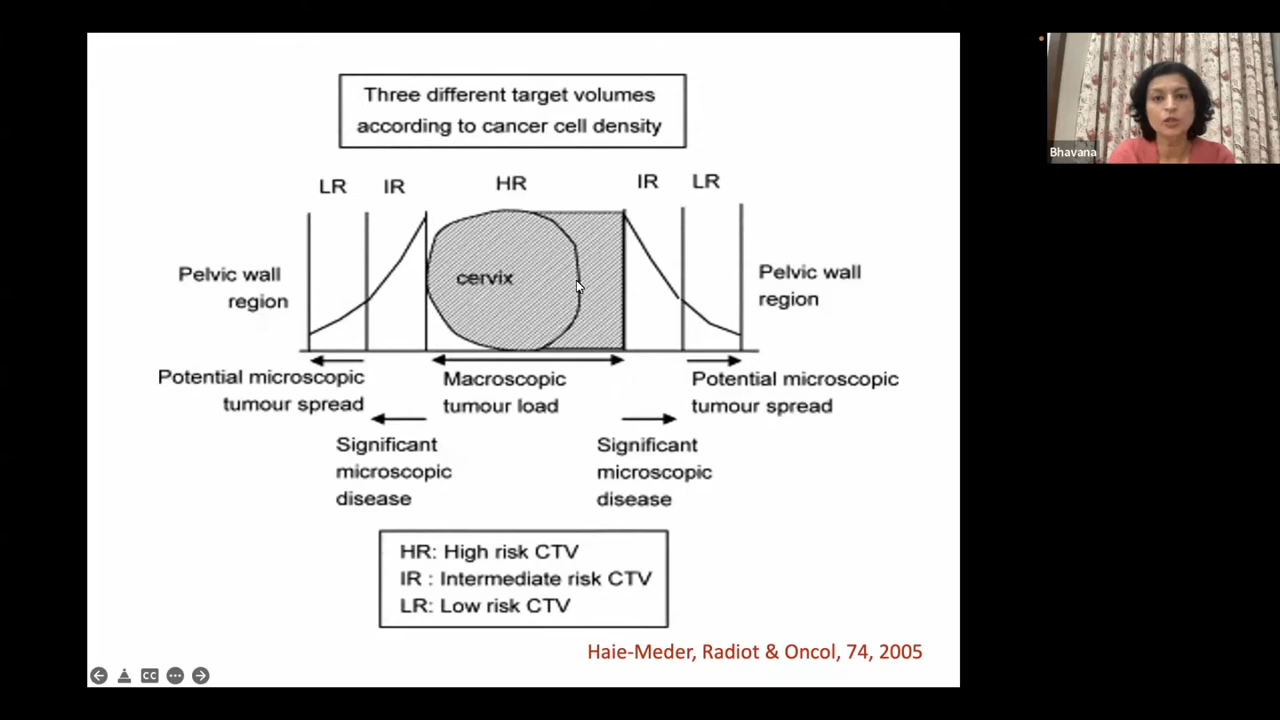 Three different target volumes
according to cancer cell density
LR IR HR IR LR
Pelvic wall
region
cervix
Pelvic wall
region
Potential microscopic
tumour spread
Macroscopic
tumour load
Potential microscopic
tumour spread
Significant
microscopic
disease
Significant
microscopic
disease
HR: High risk CTV
IR : Intermediate risk CTV
LR: Low risk CTV
Haie-Meder, Radiot & Oncol, 74, 2005
CC
Bhavana